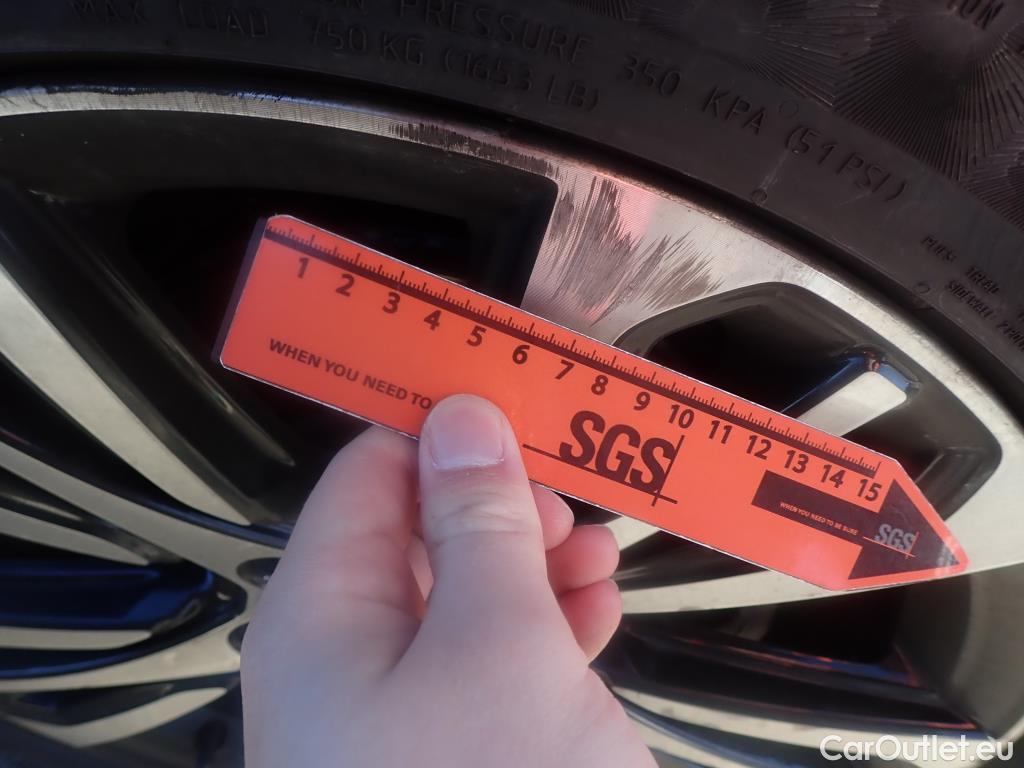 PRESSURE 350 KPA (51 PSI)
MAX LOAD 750 KG (1653 LB)
1 2 3 4 5 6 7 8 9 10 11 12 13 14 15
WHEN YOU NEED TO
SGS
WHEN YOU NEED TO BE SURE
SGS
CarOutlet.eu